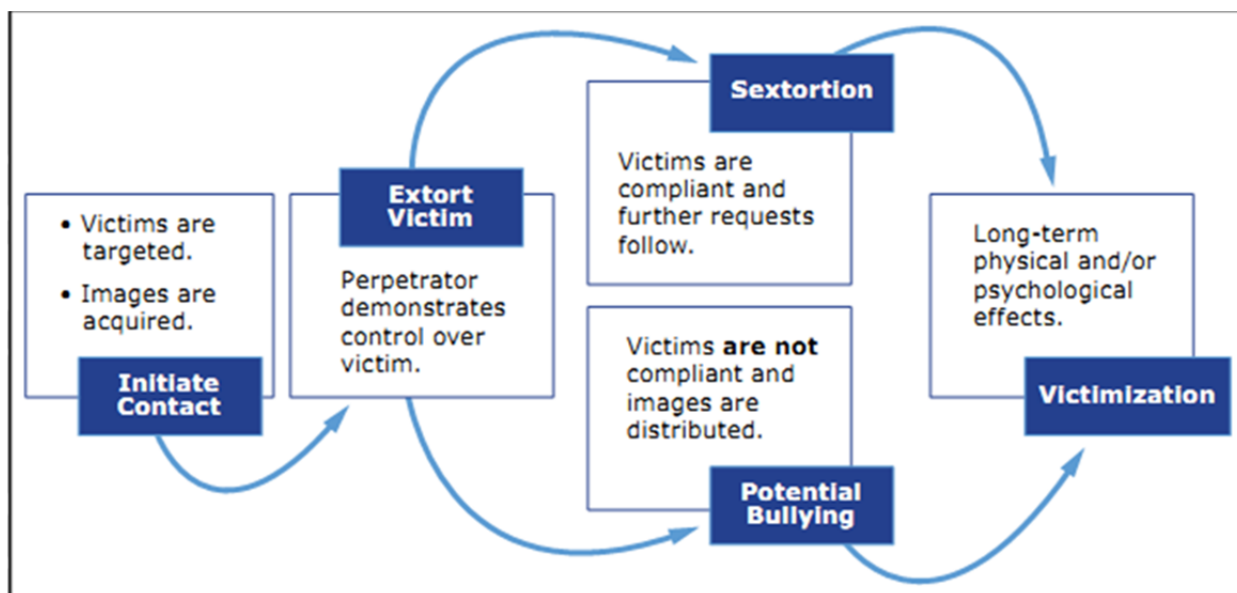 • Victims are
targeted.
• Images are
acquired.
Initiate
Contact
Extort
Victim
Perpetrator
demonstrates
control over
victim.
Sextortion
Victims are
compliant and
further requests
follow.
Victims are not
compliant and
images are
distributed.
Potential
Bullying
Long-term
physical and/or
psychological
effects.
Victimization